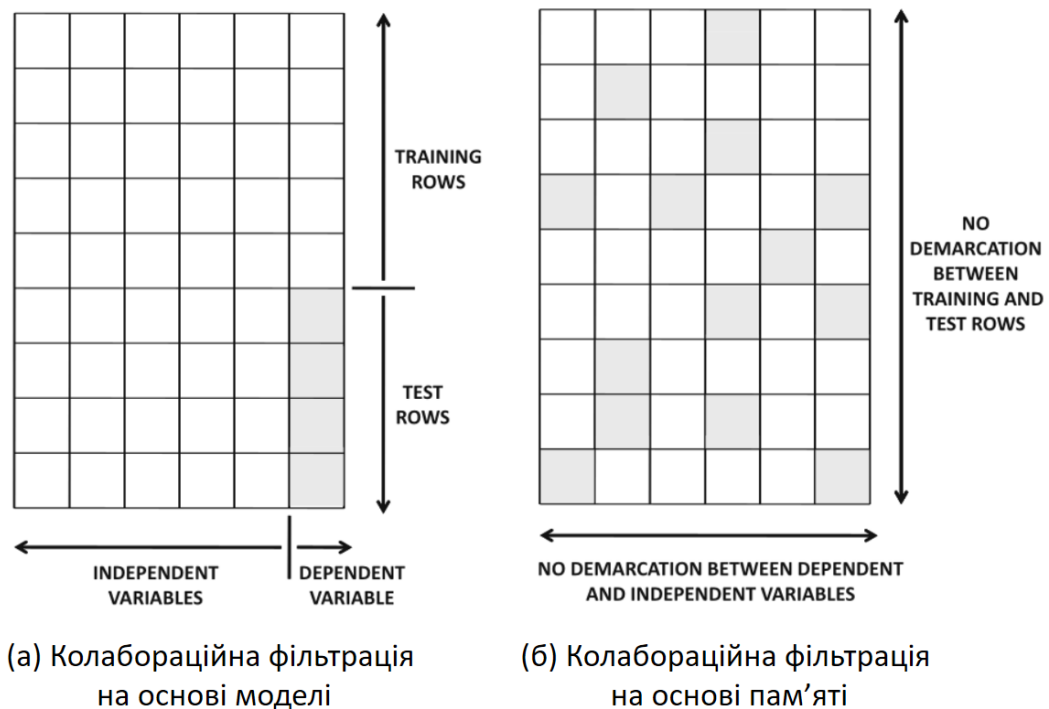 TRAINING
ROWS
TEST
ROWS
INDEPENDENT
VARIABLES
DEPENDENT
VARIABLE
(а) Колабораційна фільтрація
на основі моделі
NO
DEMARCATION
BETWEEN
TRAINING AND
TEST ROWS
NO DEMARCATION BETWEEN DEPENDENT
AND INDEPENDENT VARIABLES
(б) Колабораційна фільтрація
на основі пам’яті